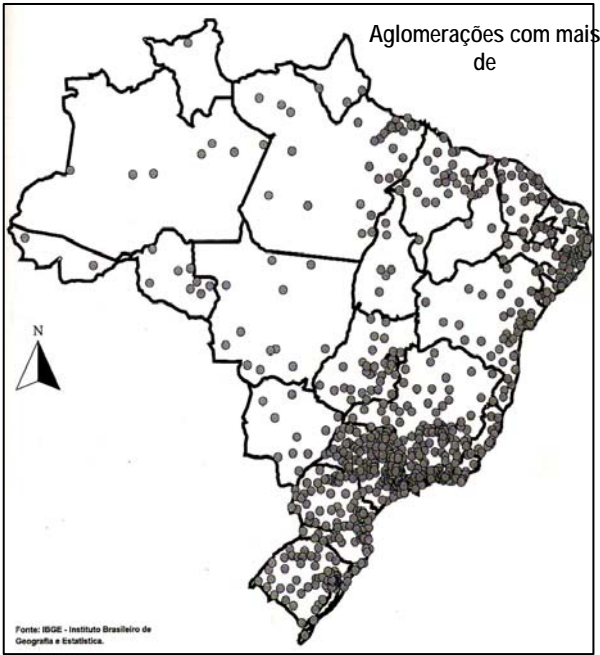 Aglomerações com mais
de
N
Fonte: IBGE - Instituto Brasileiro de
Geografia e Estatística.